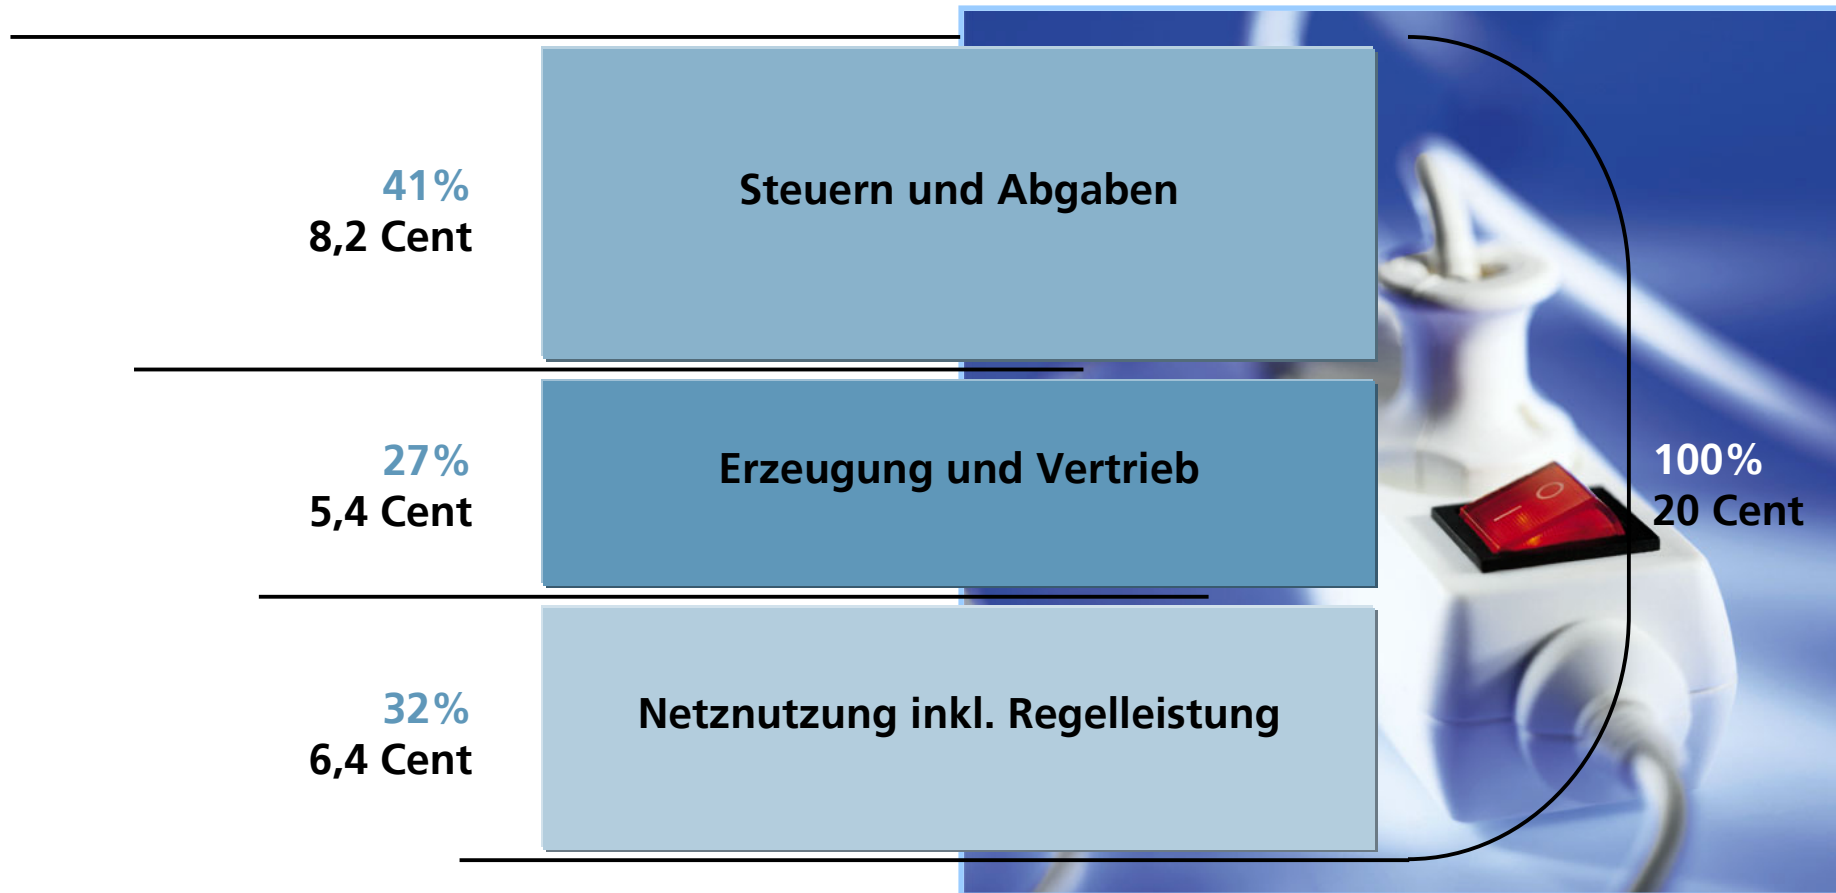 41%
8,2 Cent
Steuern und Abgaben
27%
5,4 Cent
Erzeugung und Vertrieb
100%
20 Cent
32%
6,4 Cent
Netznutzung inkl. Regelleistung